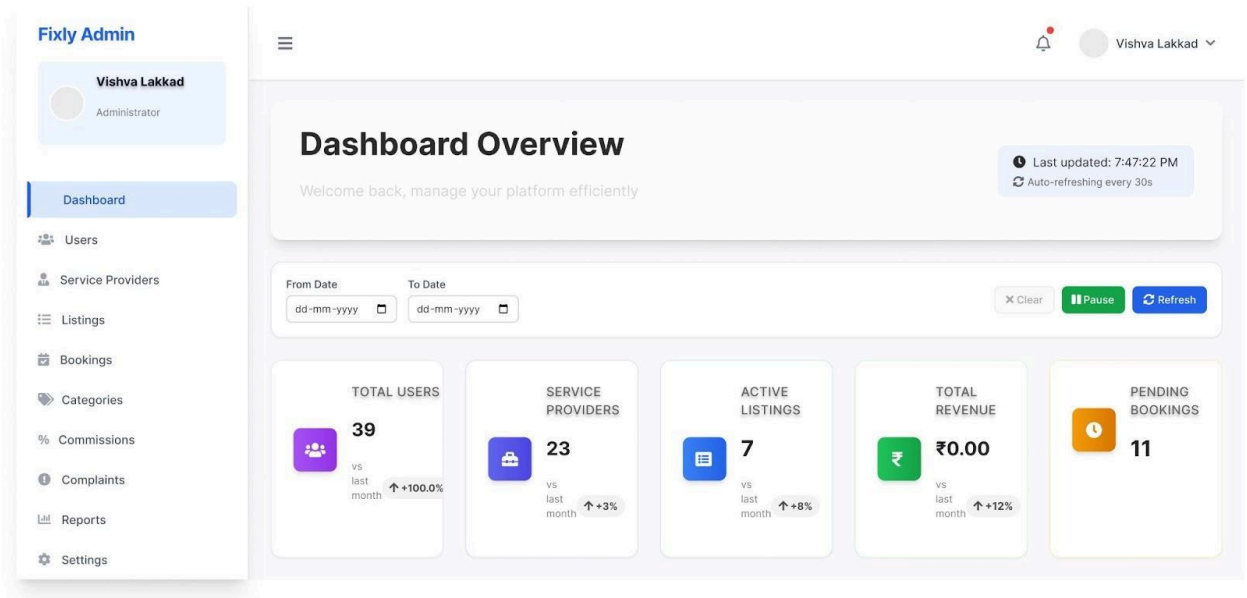 Fixly Admin
Vishva Lakkad
Administrator
Dashboard
Users
Service Providers
Listings
Bookings
Categories
% Commissions
Complaints
Reports
Settings
Vishva Lakkad
Dashboard Overview
Welcome back, manage your platform efficiently
Last updated: 7:47:22 PM
Auto-refreshing every 30s
From Date
To Date
dd-mm-yyyy
dd-mm-yyyy
Clear
Pause
Refresh
TOTAL USERS
39
vs
last
month
+100.0%
SERVICE
PROVIDERS
23
vs
last
month
+3%
ACTIVE
LISTINGS
7
vs
last
month
+8%
₹
TOTAL
REVENUE
₹0.00
vs
last
month
+12%
PENDING
BOOKINGS
11